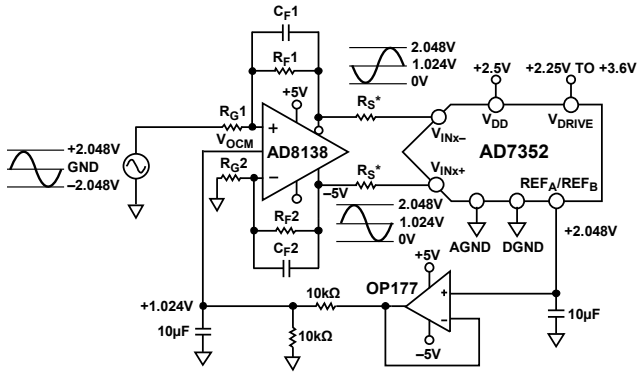 CF1
RF1
+5V
RG1
+
VOCM
AD8138
RG2
−
−5V
RF2
CF2
+2.048V
GND
−2.048V
2.048V
1.024V
0V
RS*
RS*
2.048V
1.024V
0V
+2.5V
+2.25V TO +3.6V
VDD
VDRIVE
VINx−
AD7352
VINx+
REFA/REFB
AGND
DGND
+2.048V
+1.024V
10µF
10kΩ
10kΩ
OP177
+5V
+
−
−5V
10µF